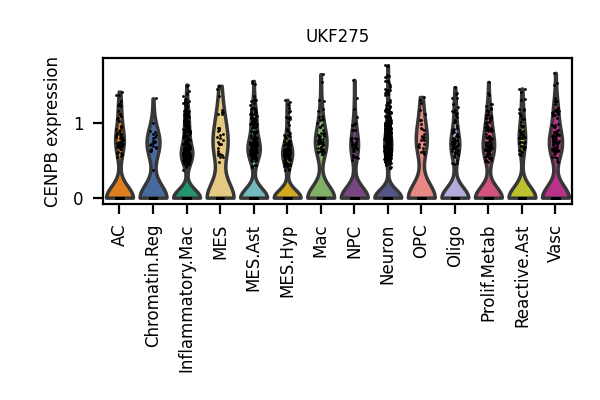 UKF275
CENPB expression
1
0
AC
Chromatin.Reg
Inflammatory.Mac
MES
MES.Ast
MES.Hyp
Mac
NPC
Neuron
OPC
Oligo
Prolif.Metab
Reactive.Ast
Vasc